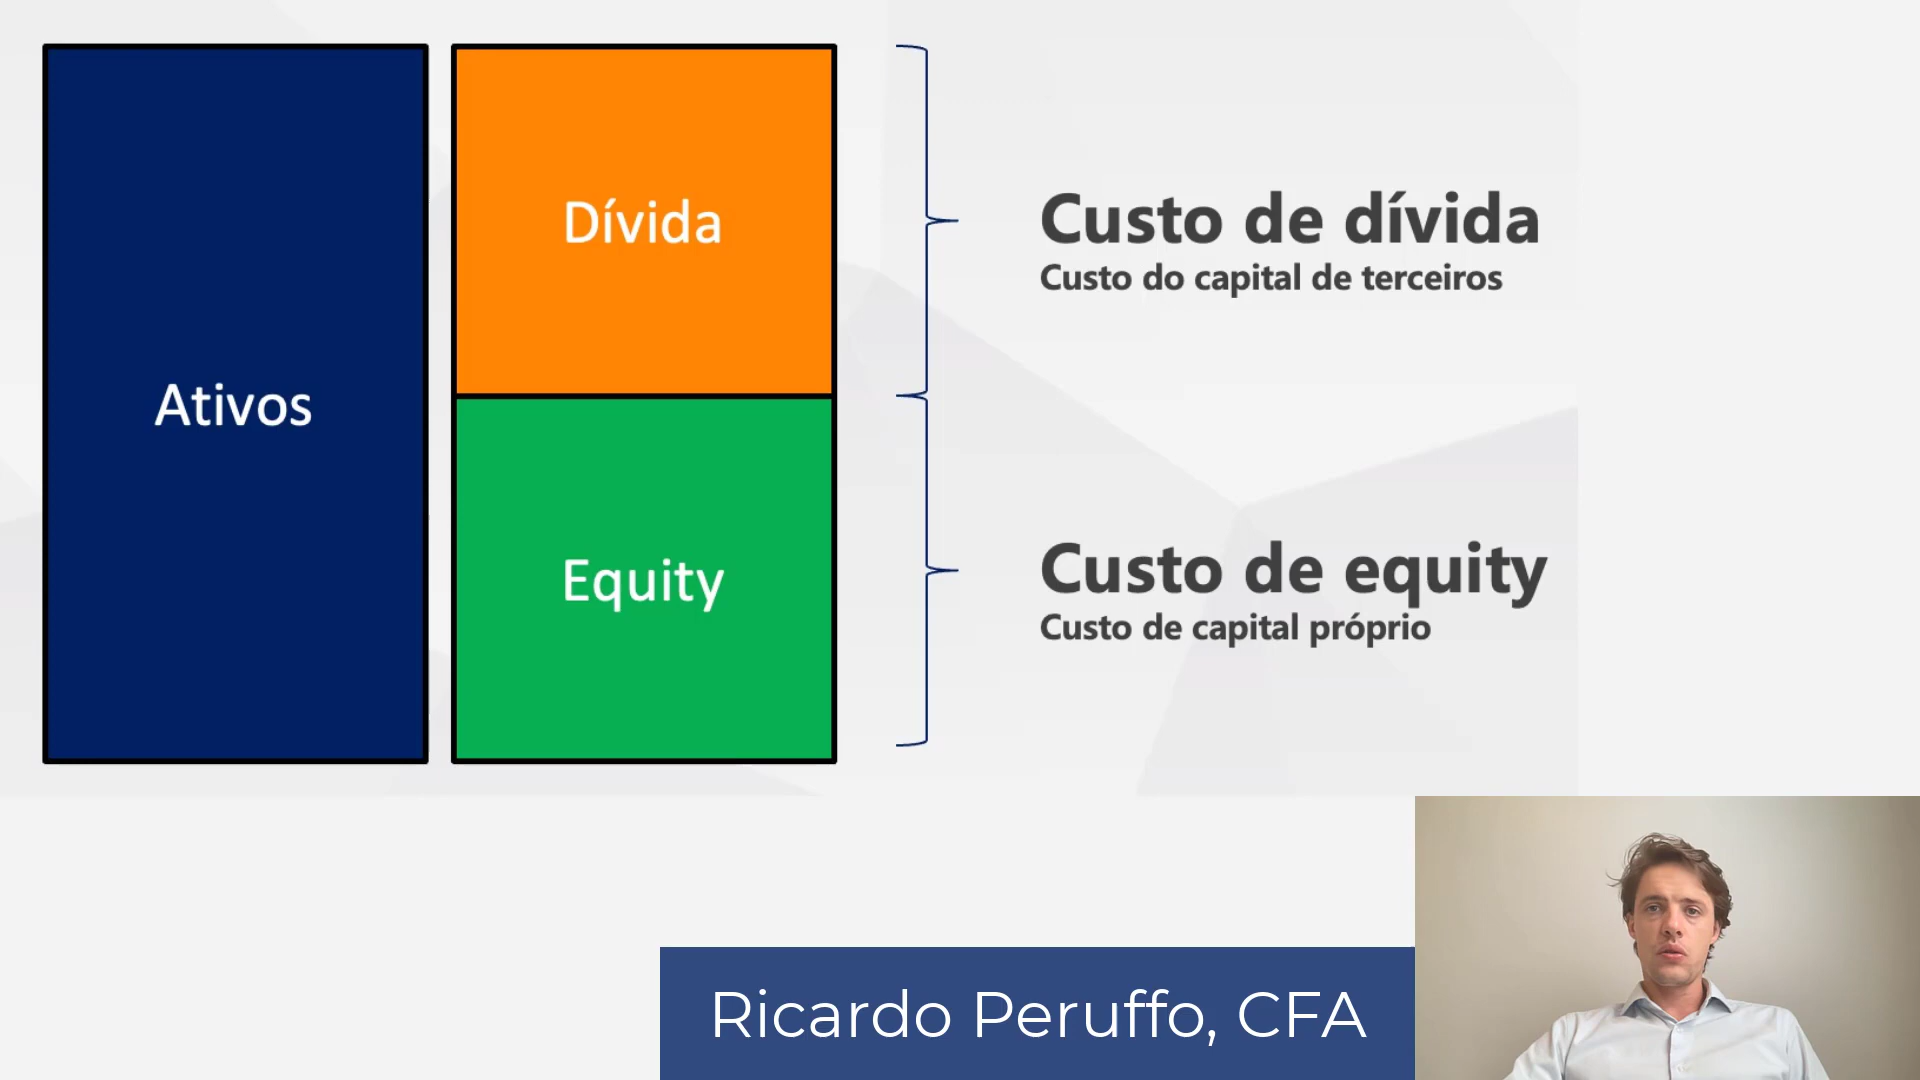 Ativos
Dívida
Equity
Custo de dívida
Custo do capital de terceiros
Custo de equity
Custo de capital próprio
Ricardo Peruffo, CFA